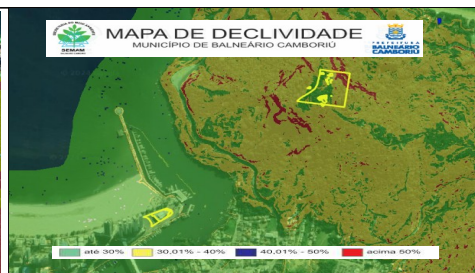 MAPA DE DECLIVIDADE
MUNICÍPIO DE BALNEÁRIO CAMBORIÚ
SEMAM
PREFEITURA
BALNEÁRIO
CAMBORIÚ
até 30% 30,01% - 40% 40,01% - 50% acima 50%